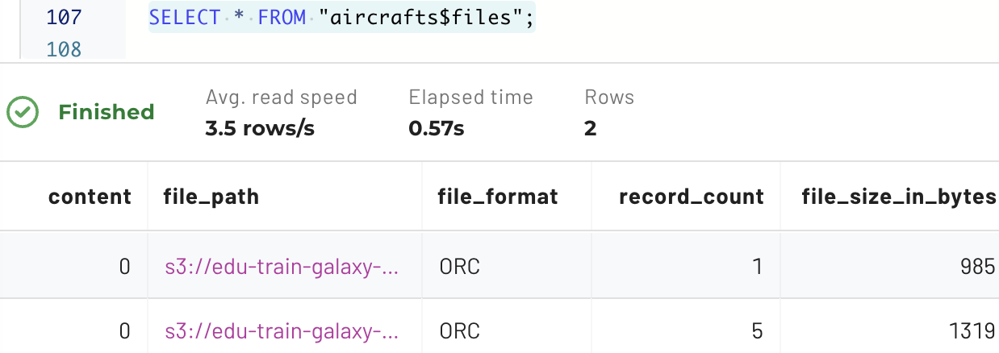 107 SELECT * FROM "aircrafts$files";
108
Finished
Avg. read speed Elapsed time Rows
3.5 rows/s 0.57s 2
content file_path file_format record_count file_size_in_bytes
0 s3://edu-train-galaxy-... ORC 1 985
0 s3://edu-train-galaxy-... ORC 5 1319